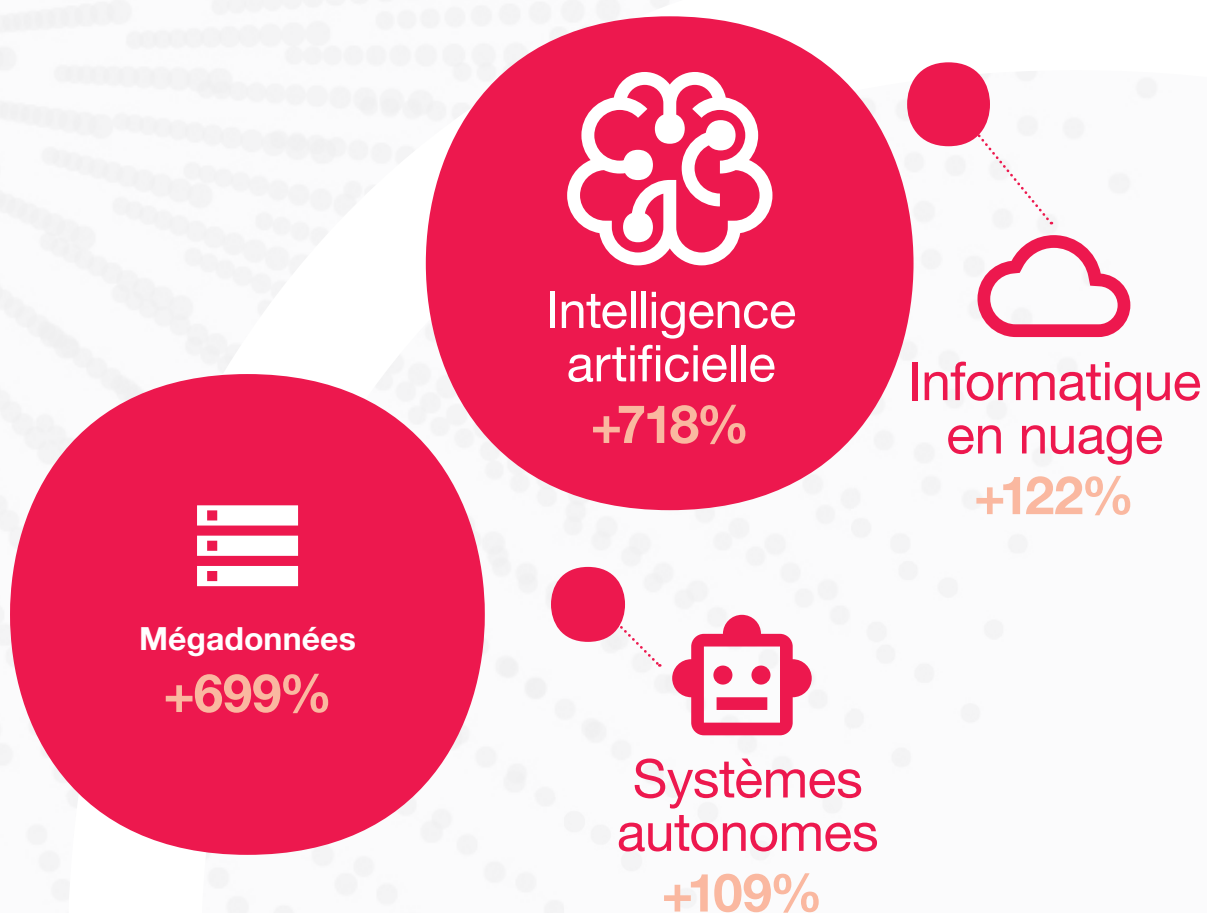 Intelligence
artificielle
+718%
Informatique
en nuage
+122%
Mégadonnées
+699%
Systèmes
autonomes
+109%